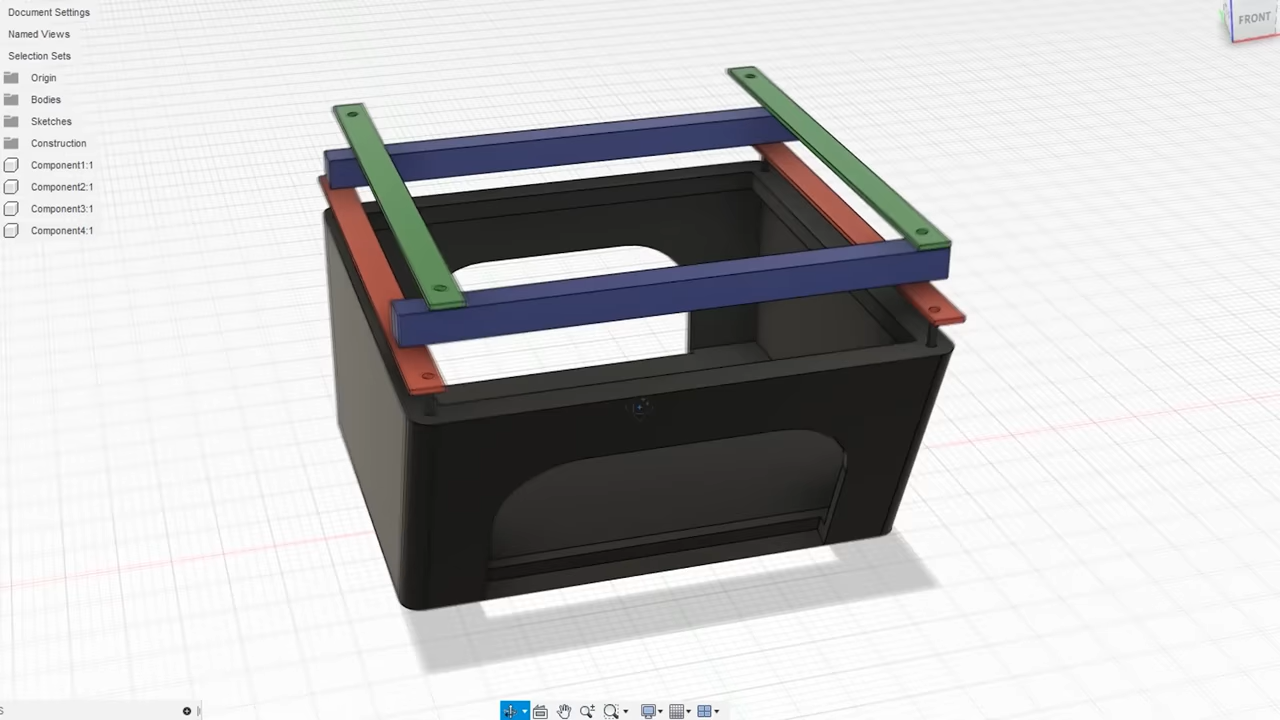 Document Settings
FRONT
Named Views
Selection Sets
Origin
Bodies
Sketches
Construction
Component1:1
Component2:1
Component3:1
Component4:1
S